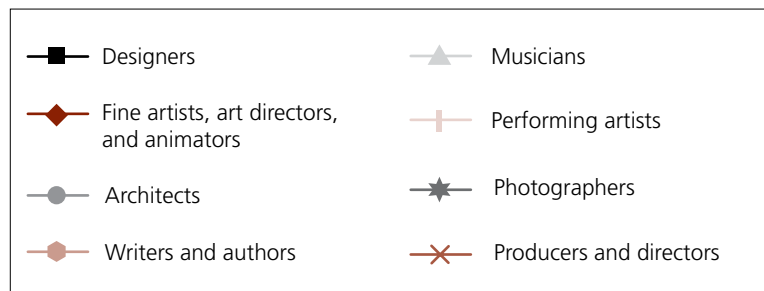 Designers
Fine artists, art directors,
and animators
Architects
Writers and authors
Musicians
Performing artists
Photographers
Producers and directors